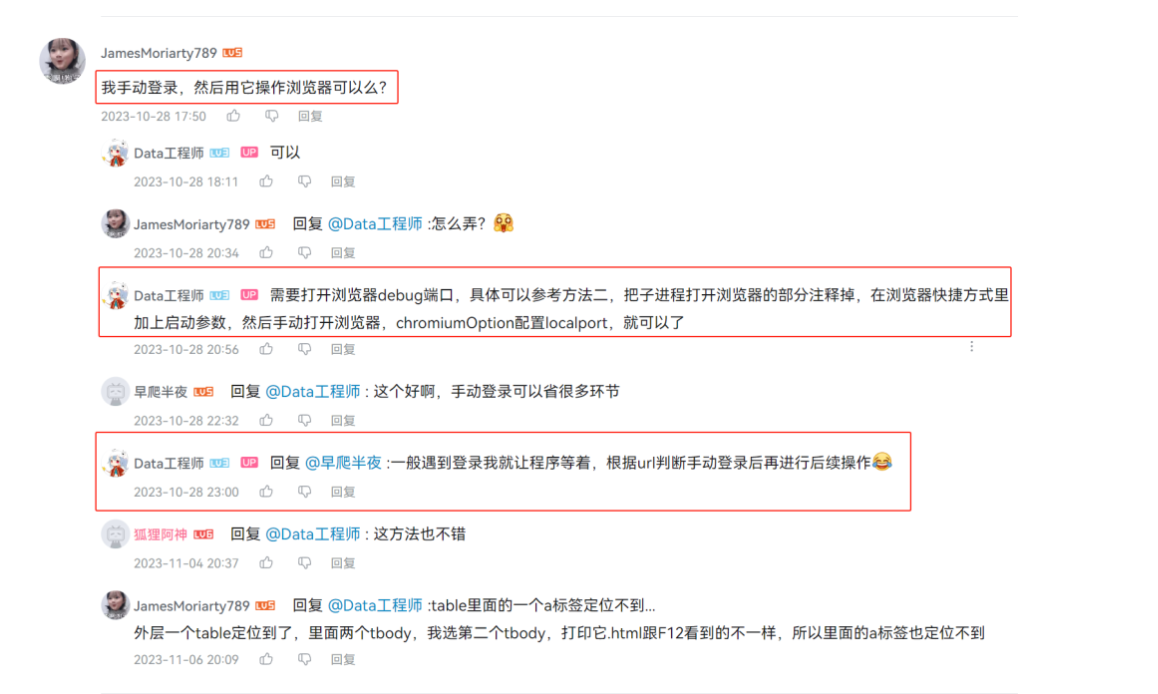 JamesMoriarty789 LV5
我手动登录，然后用它操作浏览器可以么？
2023-10-28 17:50 回复
Data工程师 LV3 UP 可以
2023-10-28 18:11 回复
JamesMoriarty789 LV5 回复 @Data工程师 :怎么弄？
2023-10-28 20:34 回复
Data工程师 LV3 UP 需要打开浏览器debug端口，具体可以参考方法二，把子进程打开浏览器的部分注释掉，在浏览器快捷方式里
加上启动参数，然后手动打开浏览器，chromiumOption配置localport，就可以了
2023-10-28 20:56 回复
早爬半夜 LV5 回复 @Data工程师 : 这个好啊，手动登录可以省很多环节
2023-10-28 22:32 回复
Data工程师 LV3 UP 回复 @早爬半夜 :一般遇到登录我就让程序等着，根据url判断手动登录后再进行后续操作
2023-10-28 23:00 回复
狐狸阿神 LV6 回复 @Data工程师 : 这方法也不错
2023-11-04 20:37 回复
JamesMoriarty789 LV5 回复 @Data工程师 :table里面的一个a标签定位不到...
外层一个table定位到了，里面两个tbody，我选第二个tbody，打印它.html跟F12看到的不一样，所以里面的a标签也定位不到
2023-11-06 20:09 回复